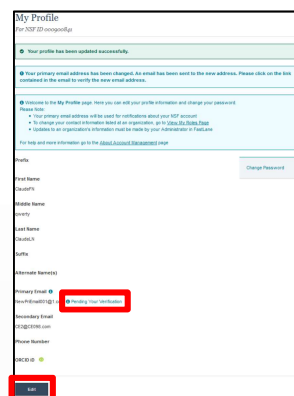 My Profile
For NSF ID 000900841
Your profile has been updated successfully.
Your primary email address has been changed. An email has been sent to the new address. Please click on the link
contained in the email to verify the new email address.
Welcome to the My Profile page. Here you can edit your profile information and change your password.
Please note:
Your primary email address will be used for notifications about your NSF account
To change your contact information listed at an organization, go to View My Roles Page
Updates to an organization's information must be made by your Administrator in FastLane
For help and more information go to the About Account Management page
Prefix
Change Password
First Name
ClaudeFN
Middle Name
qwerty
Last Name
ClaudeLN
Suffix
Alternate Name(s)
Primary Email
NewPriEmail001@1.c Pending Your Verification
Secondary Email
Phone Number
ORCID iD
Edit